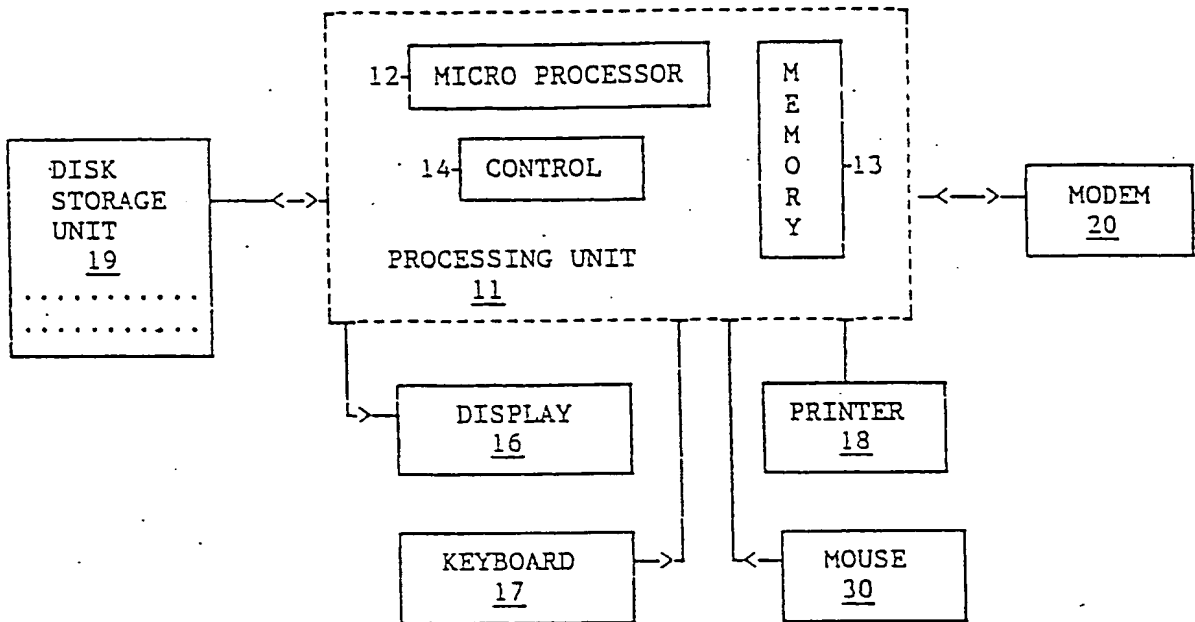 12 MICRO PROCESSOR
MEMORY
13
14 CONTROL
PROCESSING UNIT
11
DISK
STORAGE
UNIT
19
MODEM
20
DISPLAY
16
PRINTER
18
KEYBOARD
17
MOUSE
30